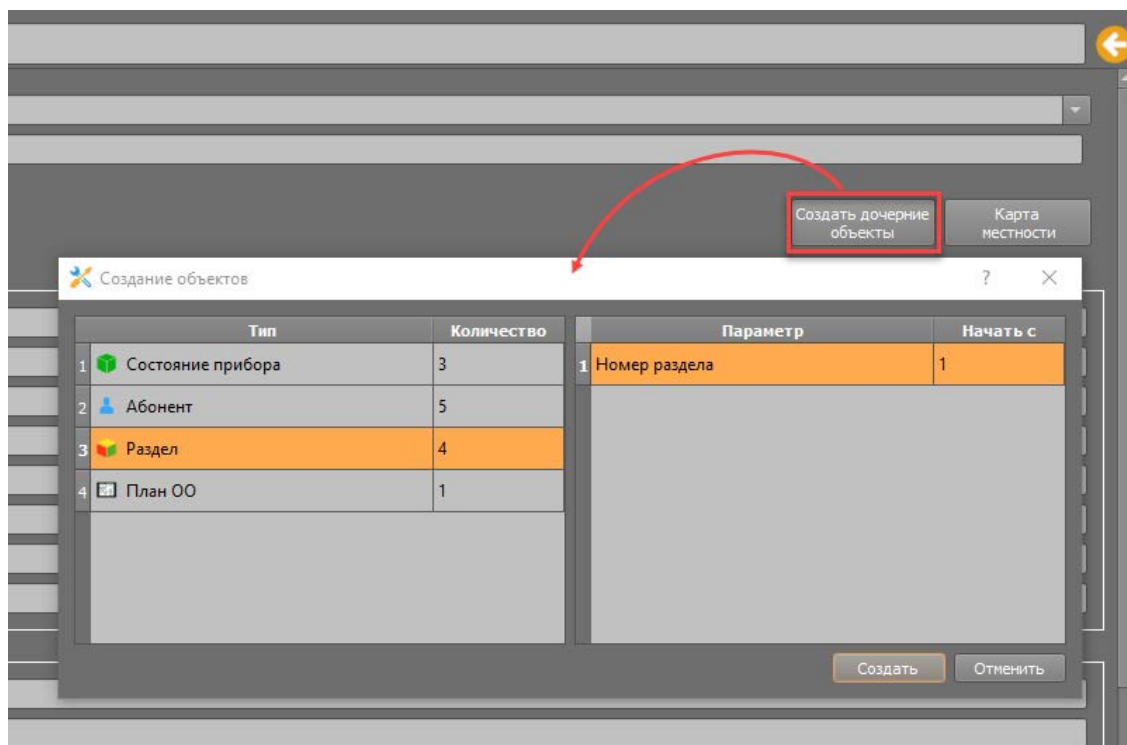 Создать дочерние
объекты
Карта
местности
Создание объектов
?
Тип Количество
1 Состояние прибора 3
2 Абонент 5
3 Раздел 4
4 План ОО 1
Параметр Начать с
1 Номер раздела 1
Создать Отменить